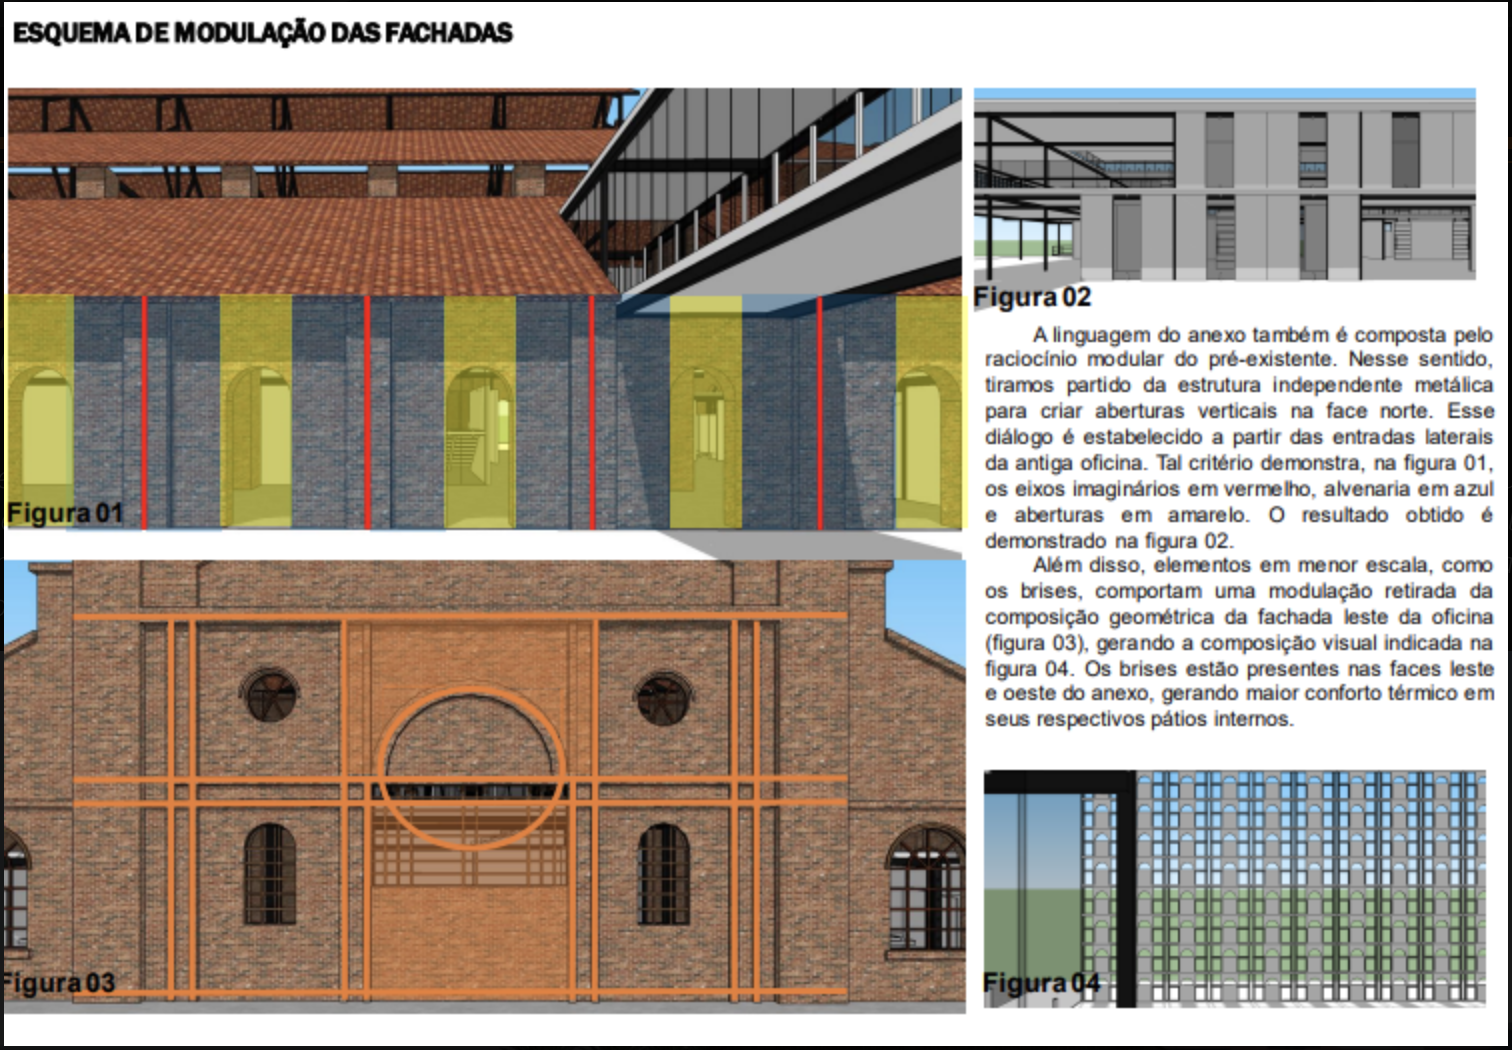 ESQUEMA DE MODULAÇÃO DAS FACHADAS
Figura 01
Figura 02
A linguagem do anexo também é composta pelo
raciocínio modular do pré-existente. Nesse sentido,
tiramos partido da estrutura independente metálica
para criar aberturas verticais na face norte. Esse
diálogo é estabelecido a partir das entradas laterais
da antiga oficina. Tal critério demonstra, na figura 01,
os eixos imaginários em vermelho, alvenaria em azul
e aberturas em amarelo. O resultado obtido é
demonstrado na figura 02.
Além disso, elementos em menor escala, como
os brises, comportam uma modulação retirada da
composição geométrica da fachada leste da oficina
(figura 03), gerando a composição visual indicada na
figura 04. Os brises estão presentes nas faces leste
e oeste do anexo, gerando maior conforto térmico em
seus respectivos pátios internos.
Figura 03
Figura 04